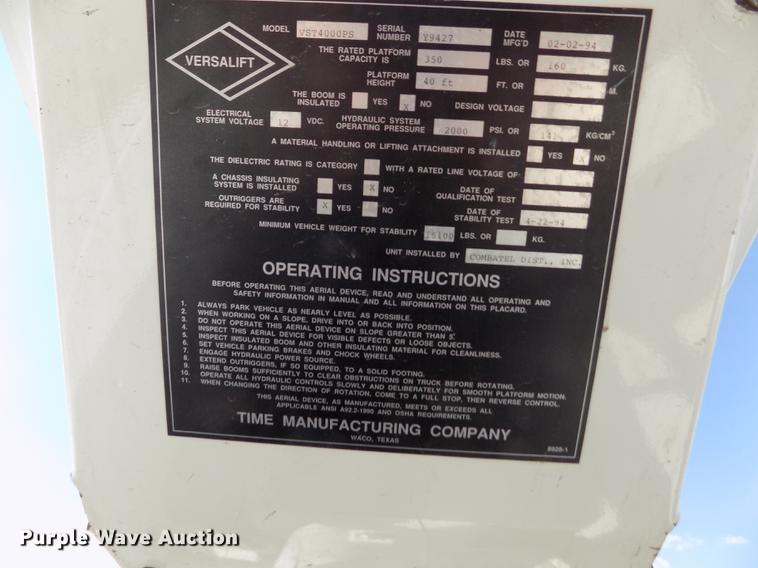 VERSALIFT
MODEL VST4000PS SERIAL NUMBER Y9427 DATE MFG'D 02-02-94
THE RATED PLATFORM CAPACITY IS 350 LBS. OR 160 KG.
PLATFORM HEIGHT 40 ft FT. OR M.
THE BOOM IS INSULATED YES X NO DESIGN VOLTAGE
ELECTRICAL SYSTEM VOLTAGE 12 VDC. HYDRAULIC SYSTEM OPERATING PRESSURE 2000 PSI. OR KG/CM²
A MATERIAL HANDLING OR LIFTING ATTACHMENT IS INSTALLED YES X NO
THE DIELECTRIC RATING IS CATEGORY WITH A RATED LINE VOLTAGE OF
A CHASSIS INSULATING SYSTEM IS INSTALLED YES X NO DATE OF QUALIFICATION TEST
OUTRIGGERS ARE REQUIRED FOR STABILITY X YES NO DATE OF STABILITY TEST 4-22-94
MINIMUM VEHICLE WEIGHT FOR STABILITY 15100 LBS. OR KG.
UNIT INSTALLED BY COMBATEL DIST., INC.
OPERATING INSTRUCTIONS
BEFORE OPERATING THIS AERIAL DEVICE, READ AND UNDERSTAND ALL OPERATING AND
SAFETY INFORMATION IN MANUAL AND ALL INFORMATION ON THIS PLACARD.
1. ALWAYS PARK VEHICLE AS NEARLY LEVEL AS POSSIBLE.
2. WHEN WORKING ON A SLOPE, DRIVE INTO OR BACK INTO POSITION.
3. DO NOT OPERATE THIS AERIAL DEVICE ON SLOPE GREATER THAN 5°.
4. INSPECT THIS AERIAL DEVICE FOR VISIBLE DEFECTS OR LOOSE OBJECTS.
5. INSPECT INSULATED BOOM AND OTHER INSULATING MATERIAL FOR CLEANLINESS.
6. SET VEHICLE PARKING BRAKES AND CHOCK WHEELS.
7. ENGAGE HYDRAULIC POWER SOURCE.
8. EXTEND OUTRIGGERS, IF SO EQUIPPED, TO A SOLID FOOTING.
9. RAISE BOOMS SUFFICIENTLY TO CLEAR OBSTRUCTIONS ON TRUCK BEFORE ROTATING.
10. OPERATE ALL HYDRAULIC CONTROLS SLOWLY AND DELIBERATELY FOR SMOOTH PLATFORM MOTION.
11. WHEN CHANGING THE DIRECTION OF ROTATION, COME TO A FULL STOP, THEN REVERSE CONTROL.
THIS AERIAL DEVICE, AS MANUFACTURED, MEETS OR EXCEEDS ALL
APPLICABLE ANSI A92.2-1990 AND OSHA REQUIREMENTS.
TIME MANUFACTURING COMPANY
WACO, TEXAS
8920-1
Purple Wave Auction